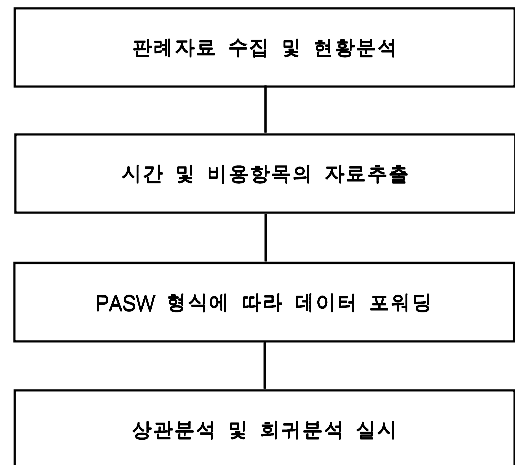 판례자료 수집 및 현황분석
시간 및 비용항목의 자료추출
PASW 형식에 따라 데이터 포워딩
상관분석 및 회귀분석 실시